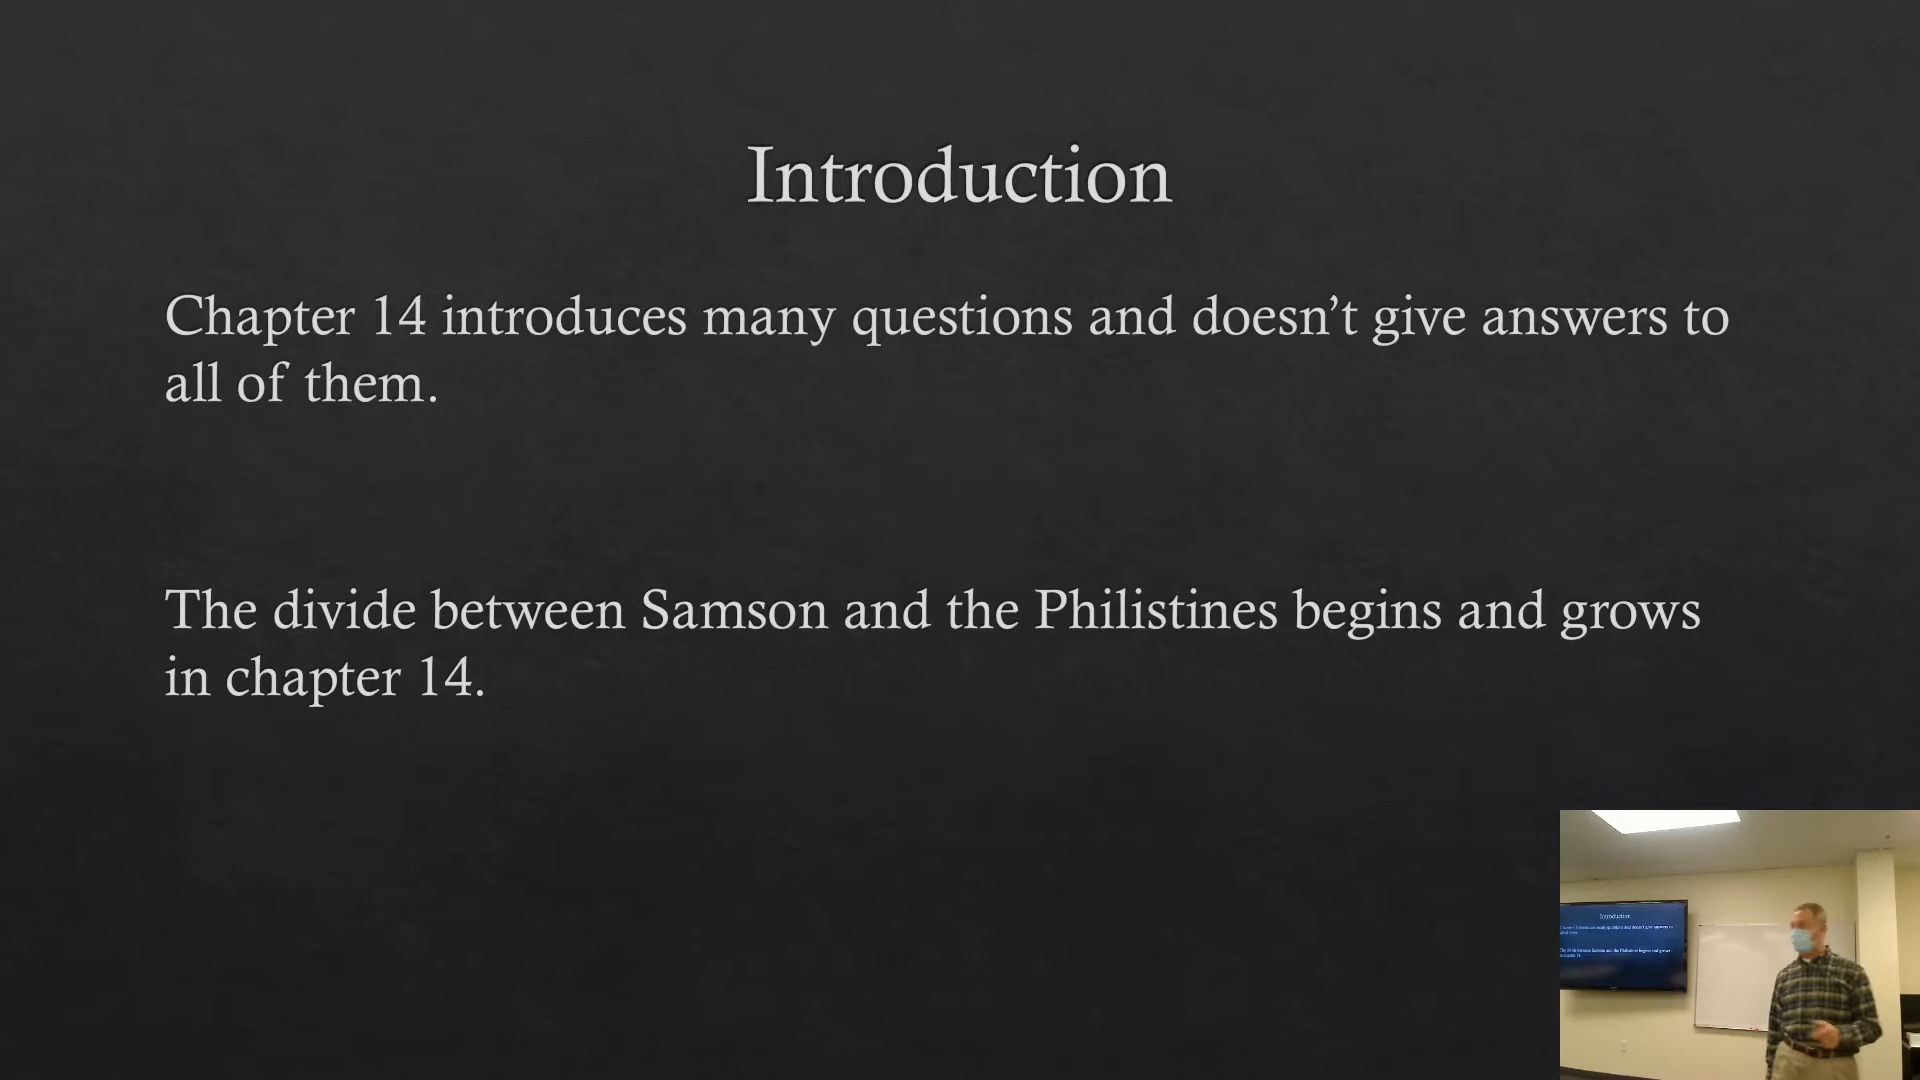 Introduction
Chapter 14 introduces many questions and doesn’t give answers to
all of them.
The divide between Samson and the Philistines begins and grows
in chapter 14.
Introduction